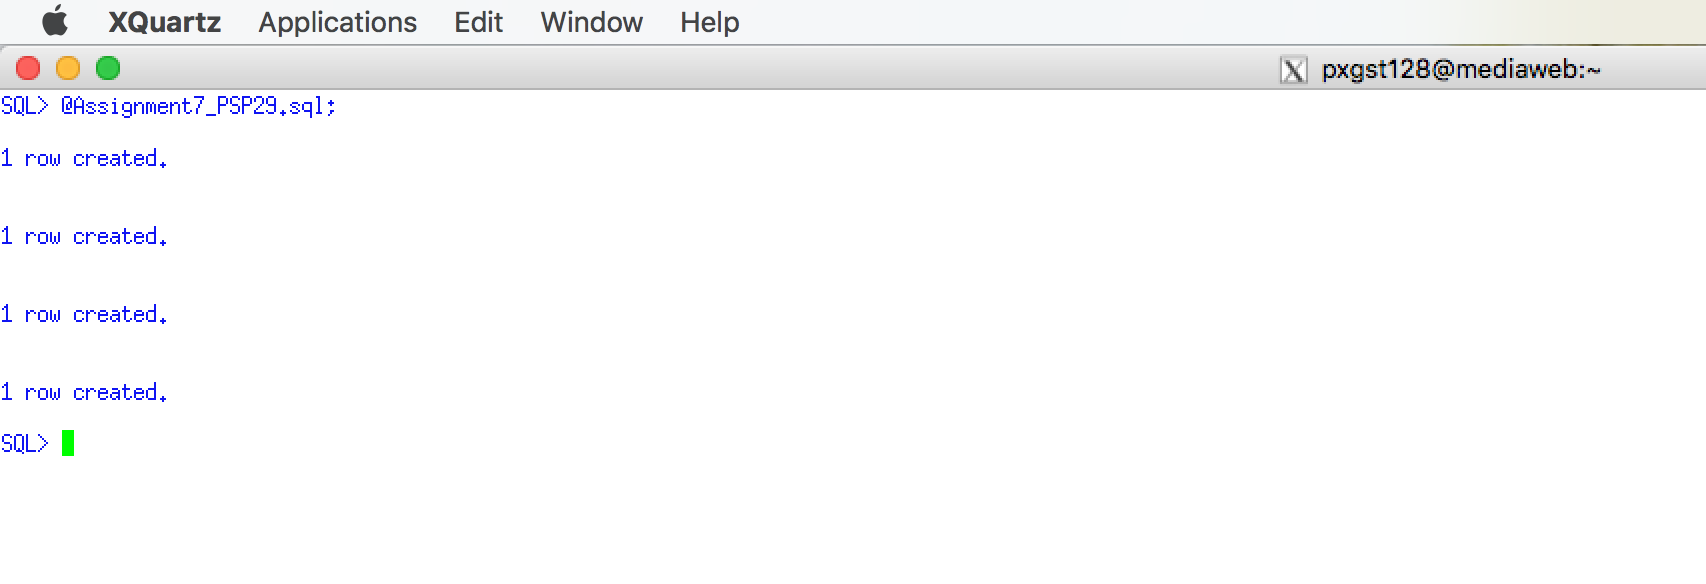 XQuartz Applications Edit Window Help
pxgst128@mediaweb:~
SQL> @Assignment7_PSP29.sql;
1 row created.
1 row created.
1 row created.
1 row created.
SQL>